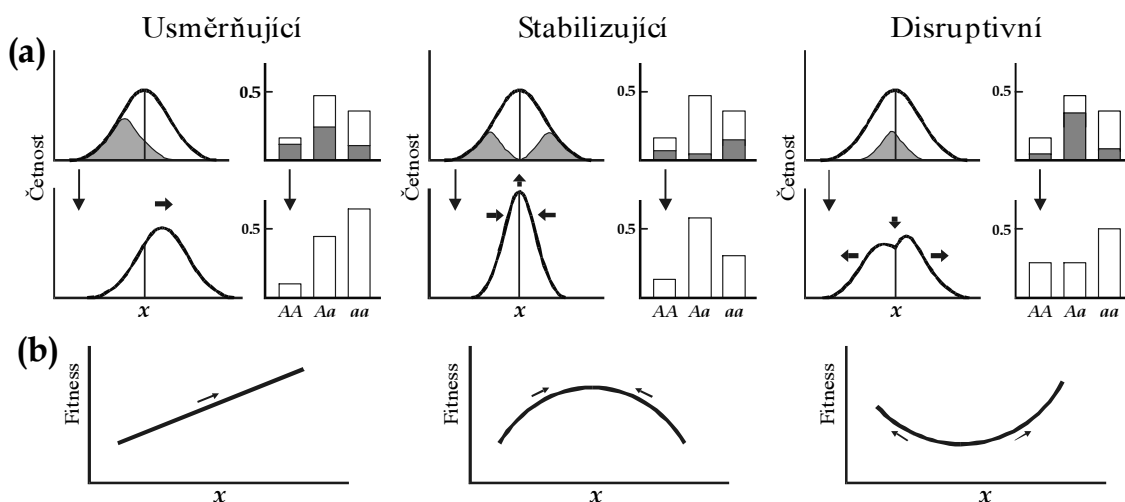 Usměrňující
Stabilizující
Disruptivní
(a)
Četnost
0.5
0.5
x
AA Aa aa
Četnost
0.5
0.5
x
AA Aa aa
Četnost
0.5
0.5
x
AA Aa aa
(b)
Fitness
x
Fitness
x
Fitness
x